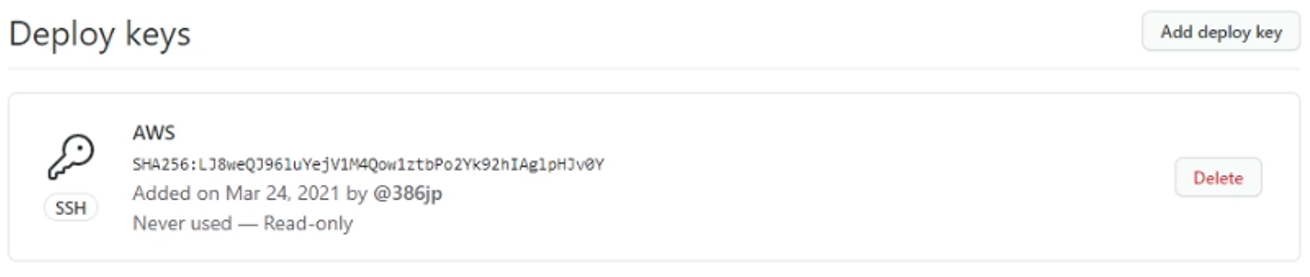 Deploy keys
Add deploy key
AWS
SHA256:LJ8weQJ96luYejV1M4Qow1ztbPo2Yk92hIAglpHJv0Y
Added on Mar 24, 2021 by @386jp
Never used — Read-only
SSH
Delete